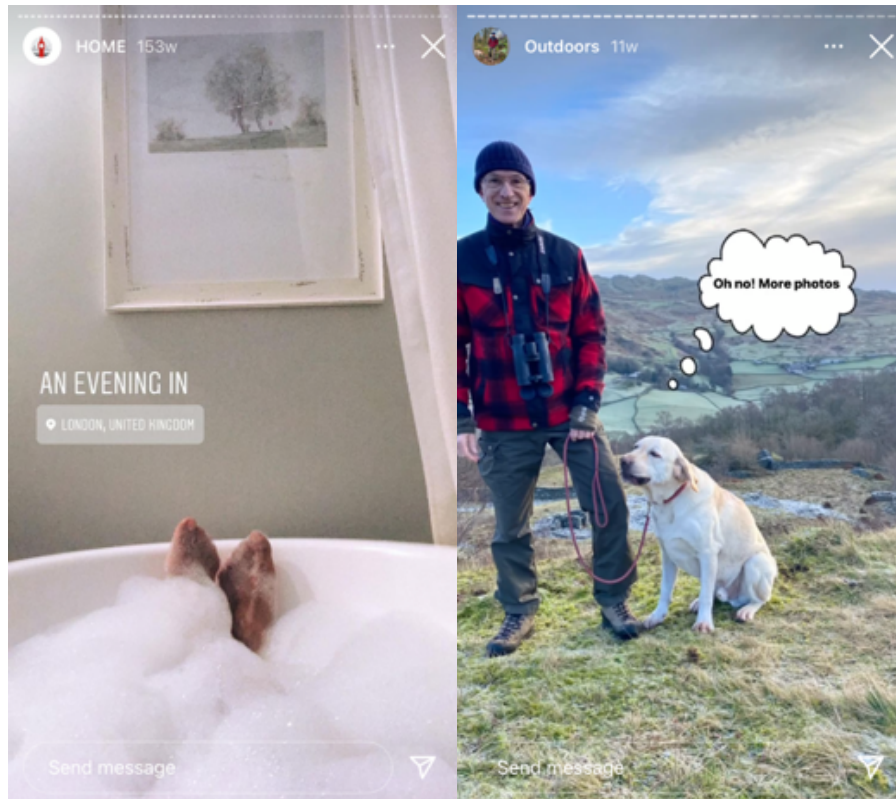 HOME 153w
AN EVENING IN
LONDON, UNITED KINGDOM
Send message
Outdoors 11w
Oh no! More photos
Send message